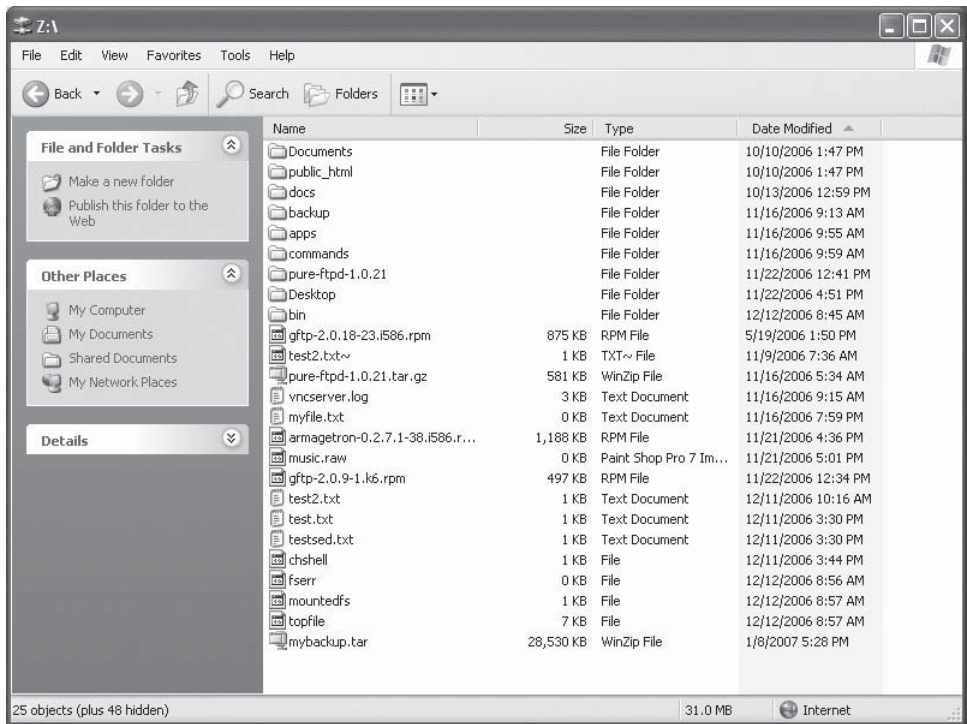 Z:\
File Edit View Favorites Tools Help
Back Search Folders
File and Folder Tasks
Make a new folder
Publish this folder to the
Web
Other Places
My Computer
My Documents
Shared Documents
My Network Places
Details
Name Size Type Date Modified
Documents File Folder 10/10/2006 1:47 PM
public_html File Folder 10/10/2006 1:47 PM
docs File Folder 10/13/2006 12:59 PM
backup File Folder 11/16/2006 9:13 AM
apps File Folder 11/16/2006 9:55 AM
commands File Folder 11/16/2006 9:59 AM
pure-ftpd-1.0.21 File Folder 11/22/2006 12:41 PM
Desktop File Folder 11/22/2006 4:51 PM
bin File Folder 12/12/2006 8:45 AM
gftp-2.0.18-23.i586.rpm 875 KB RPM File 5/19/2006 1:50 PM
test2.txt~ 1 KB TXT~ File 11/9/2006 7:36 AM
pure-ftpd-1.0.21.tar.gz 581 KB WinZip File 11/16/2006 5:34 AM
vncserver.log 3 KB Text Document 11/16/2006 9:15 AM
myfile.txt 0 KB Text Document 11/16/2006 7:59 PM
armagetron-0.2.7.1-38.i586.r... 1,188 KB RPM File 11/21/2006 4:36 PM
music.raw 0 KB Paint Shop Pro 7 Im... 11/21/2006 5:01 PM
gftp-2.0.9-1.k6.rpm 497 KB RPM File 11/22/2006 12:34 PM
test2.txt 1 KB Text Document 12/11/2006 10:16 AM
test.txt 1 KB Text Document 12/11/2006 3:30 PM
testsed.txt 1 KB Text Document 12/11/2006 3:30 PM
chshell 1 KB File 12/11/2006 3:44 PM
fserr 0 KB File 12/12/2006 8:56 AM
mountedfs 1 KB File 12/12/2006 8:57 AM
topfile 7 KB File 12/12/2006 8:57 AM
mybackup.tar 28,530 KB WinZip File 1/8/2007 5:28 PM
25 objects (plus 48 hidden) 31.0 MB Internet